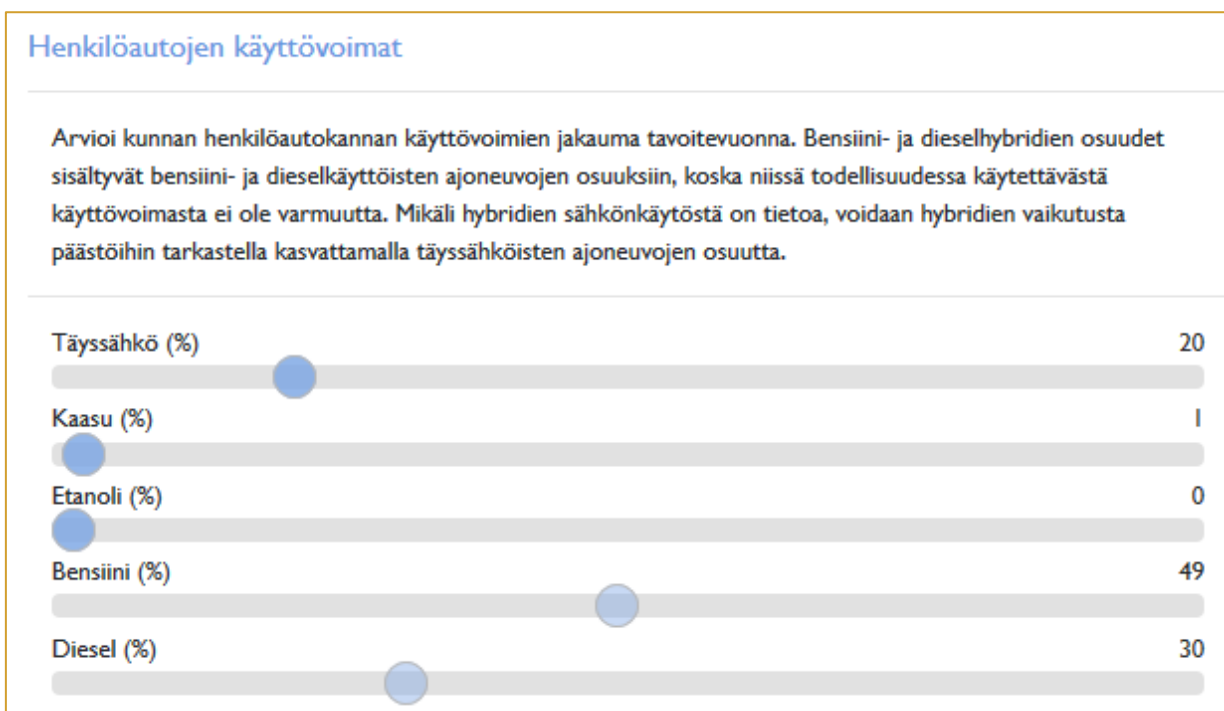 Henkilöautojen käyttövoimat
Arvioi kunnan henkilöautokannan käyttövoimien jakauma tavoitevuonna. Bensiini- ja dieselhybridien osuudet
sisältyvät bensiini- ja dieselkäyttöisten ajoneuvojen osuuksiin, koska niissä todellisuudessa käytettävästä
käyttövoimasta ei ole varmuutta. Mikäli hybridien sähkönkäytöstä on tietoa, voidaan hybridien vaikutusta
päästöihin tarkastella kasvattamalla täyssähköisten ajoneuvojen osuutta.
Täyssähkö (%) 20
Kaasu (%) 1
Etanoli (%) 0
Bensiini (%) 49
Diesel (%) 30